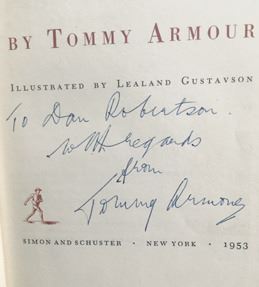 BY TOMMY ARMOUR
ILLUSTRATED BY LEALAND GUSTAVSON
To Dan Robertson.
With regards
from
Tommy Armour
SIMON AND SCHUSTER · NEW YORK · 1953